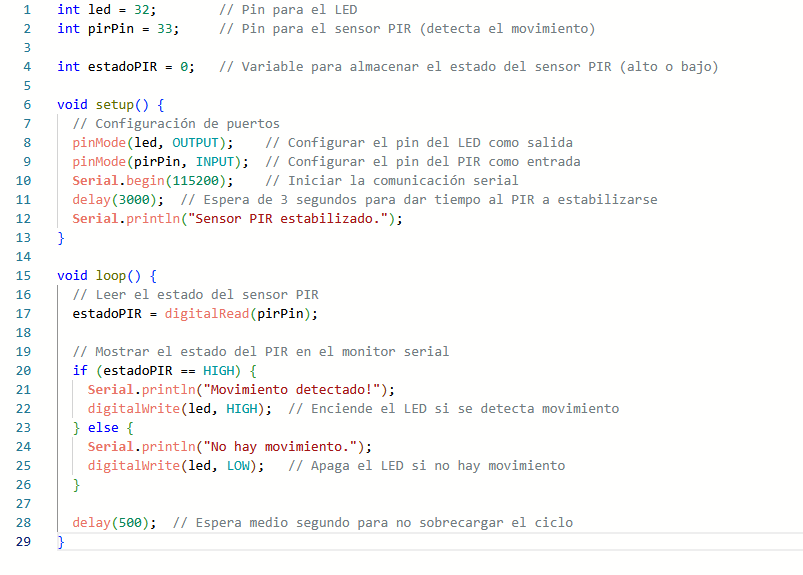 1 int led = 32;        // Pin para el LED
2 int pirPin = 33;     // Pin para el sensor PIR (detecta el movimiento)
3
4 int estadoPIR = 0;   // Variable para almacenar el estado del sensor PIR (alto o bajo)
5
6 void setup() {
7   // Configuración de puertos
8   pinMode(led, OUTPUT);    // Configurar el pin del LED como salida
9   pinMode(pirPin, INPUT);  // Configurar el pin del PIR como entrada
10   Serial.begin(115200);    // Iniciar la comunicación serial
11   delay(3000);  // Espera de 3 segundos para dar tiempo al PIR a estabilizarse
12   Serial.println("Sensor PIR estabilizado.");
13 }
14
15 void loop() {
16   // Leer el estado del sensor PIR
17   estadoPIR = digitalRead(pirPin);
18
19   // Mostrar el estado del PIR en el monitor serial
20   if (estadoPIR == HIGH) {
21     Serial.println("Movimiento detectado!");
22     digitalWrite(led, HIGH);  // Enciende el LED si se detecta movimiento
23   } else {
24     Serial.println("No hay movimiento.");
25     digitalWrite(led, LOW);   // Apaga el LED si no hay movimiento
26   }
27
28   delay(500);  // Espera medio segundo para no sobrecargar el ciclo
29 }